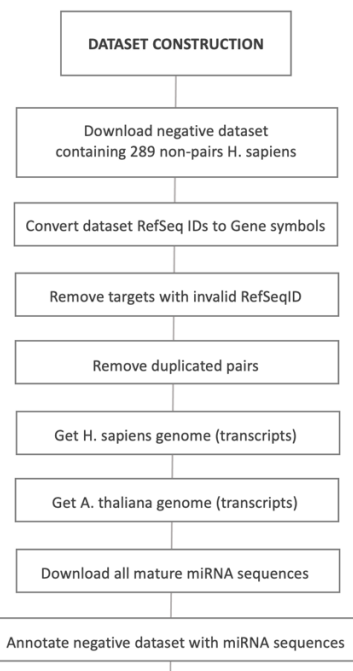 DATASET CONSTRUCTION
Download negative dataset
containing 289 non-pairs H. sapiens
Convert dataset RefSeq IDs to Gene symbols
Remove targets with invalid RefSeqID
Remove duplicated pairs
Get H. sapiens genome (transcripts)
Get A. thaliana genome (transcripts)
Download all mature miRNA sequences
Annotate negative dataset with miRNA sequences